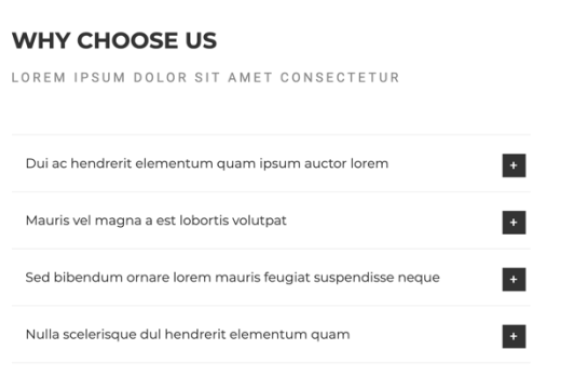 WHY CHOOSE US
LOREM IPSUM DOLOR SIT AMET CONSECTETUR
Dui ac hendrerit elementum quam ipsum auctor lorem
+
Mauris vel magna a est lobortis volutpat
+
Sed bibendum ornare lorem mauris feugiat suspendisse neque
+
Nulla scelerisque dul hendrerit elementum quam
+